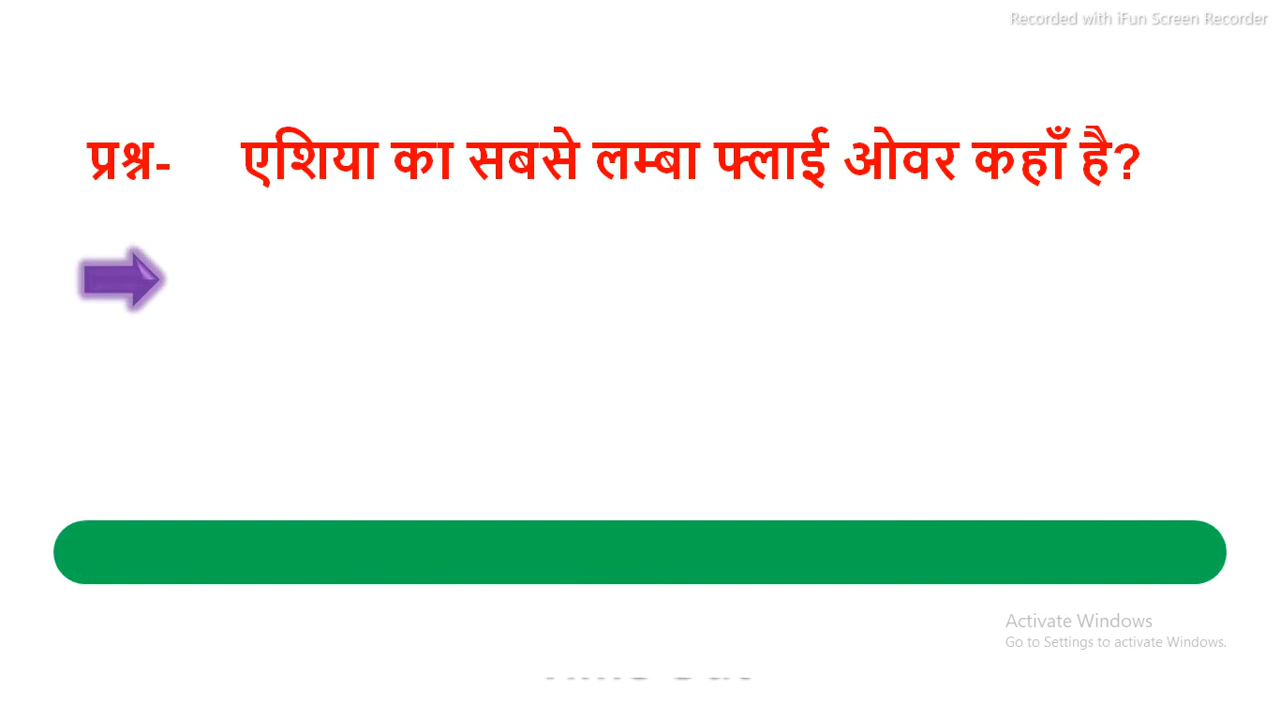 Recorded with iFun Screen Recorder
प्रश्न- एशिया का सबसे लम्बा फ्लाई ओवर कहाँ है?
Activate Windows
Go to Settings to activate Windows.